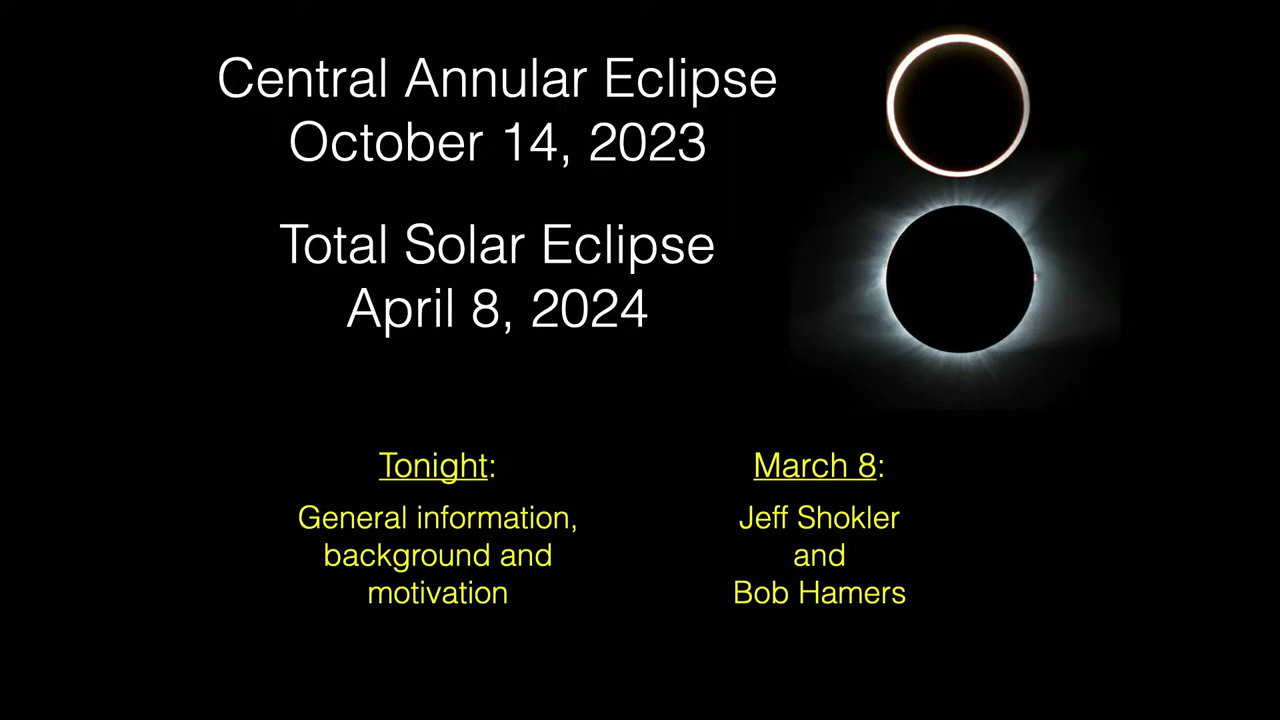 Central Annular Eclipse
October 14, 2023
Total Solar Eclipse
April 8, 2024
Tonight:
General information,
background and
motivation
March 8:
Jeff Shokler
and
Bob Hamers